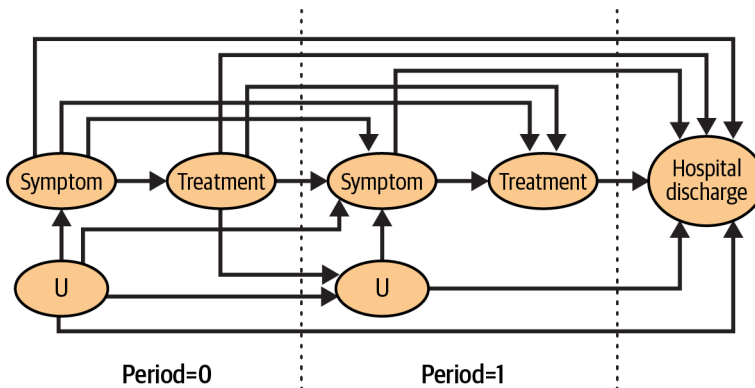 Symptom
Treatment
Symptom
Treatment
Hospital
discharge
U
U
Period=0
Period=1